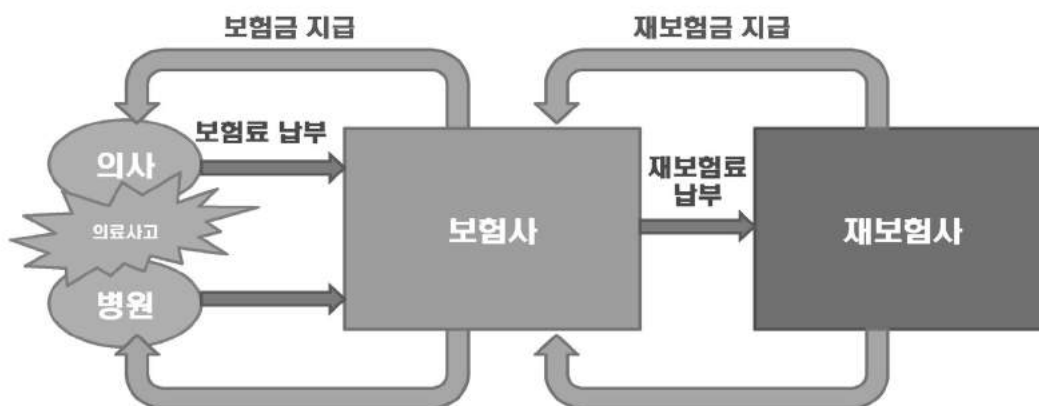 보험금 지급
재보험금 지급
보험료 납부
의사
의료사고
병원
보험사
재보험료
납부
재보험사